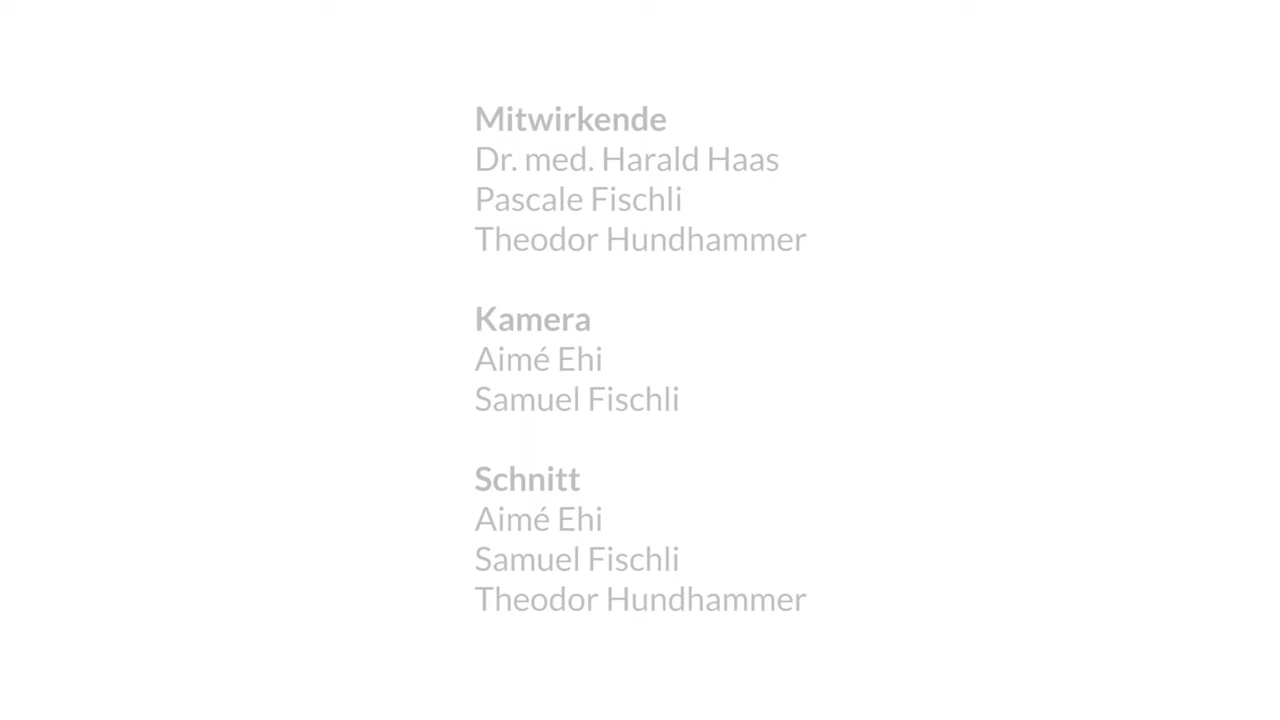 Mitwirkende
Dr. med. Harald Haas
Pascale Fischli
Theodor Hundhammer
Kamera
Aimé Ehi
Samuel Fischli
Schnitt
Aimé Ehi
Samuel Fischli
Theodor Hundhammer